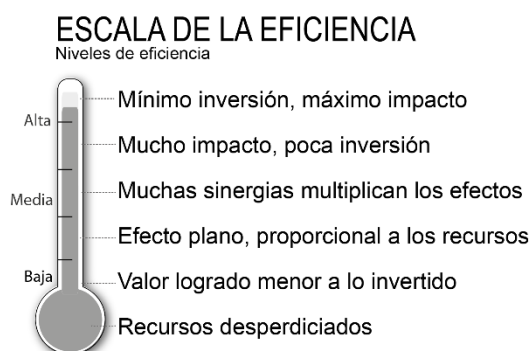 ESCALA DE LA EFICIENCIA
Niveles de eficiencia
Mínimo inversión, máximo impacto
Alta
Mucho impacto, poca inversión
Muchas sinergias multiplican los efectos
Media
Efecto plano, proporcional a los recursos
Baja
Valor logrado menor a lo invertido
Recursos desperdiciados